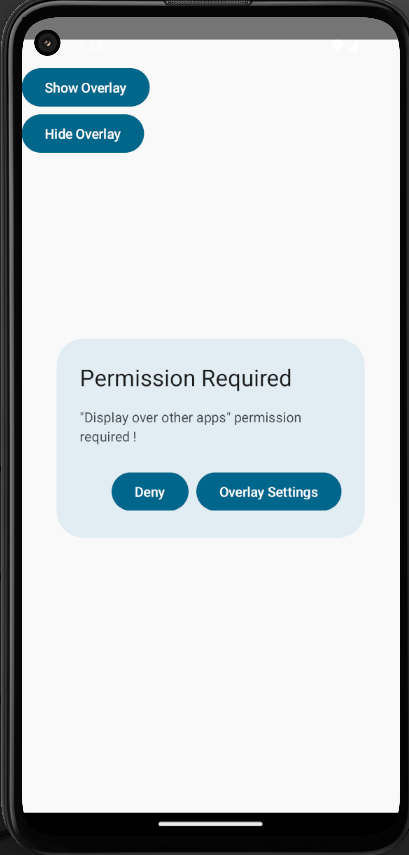 Show Overlay
Hide Overlay
Permission Required
"Display over other apps" permission
required !
Deny
Overlay Settings